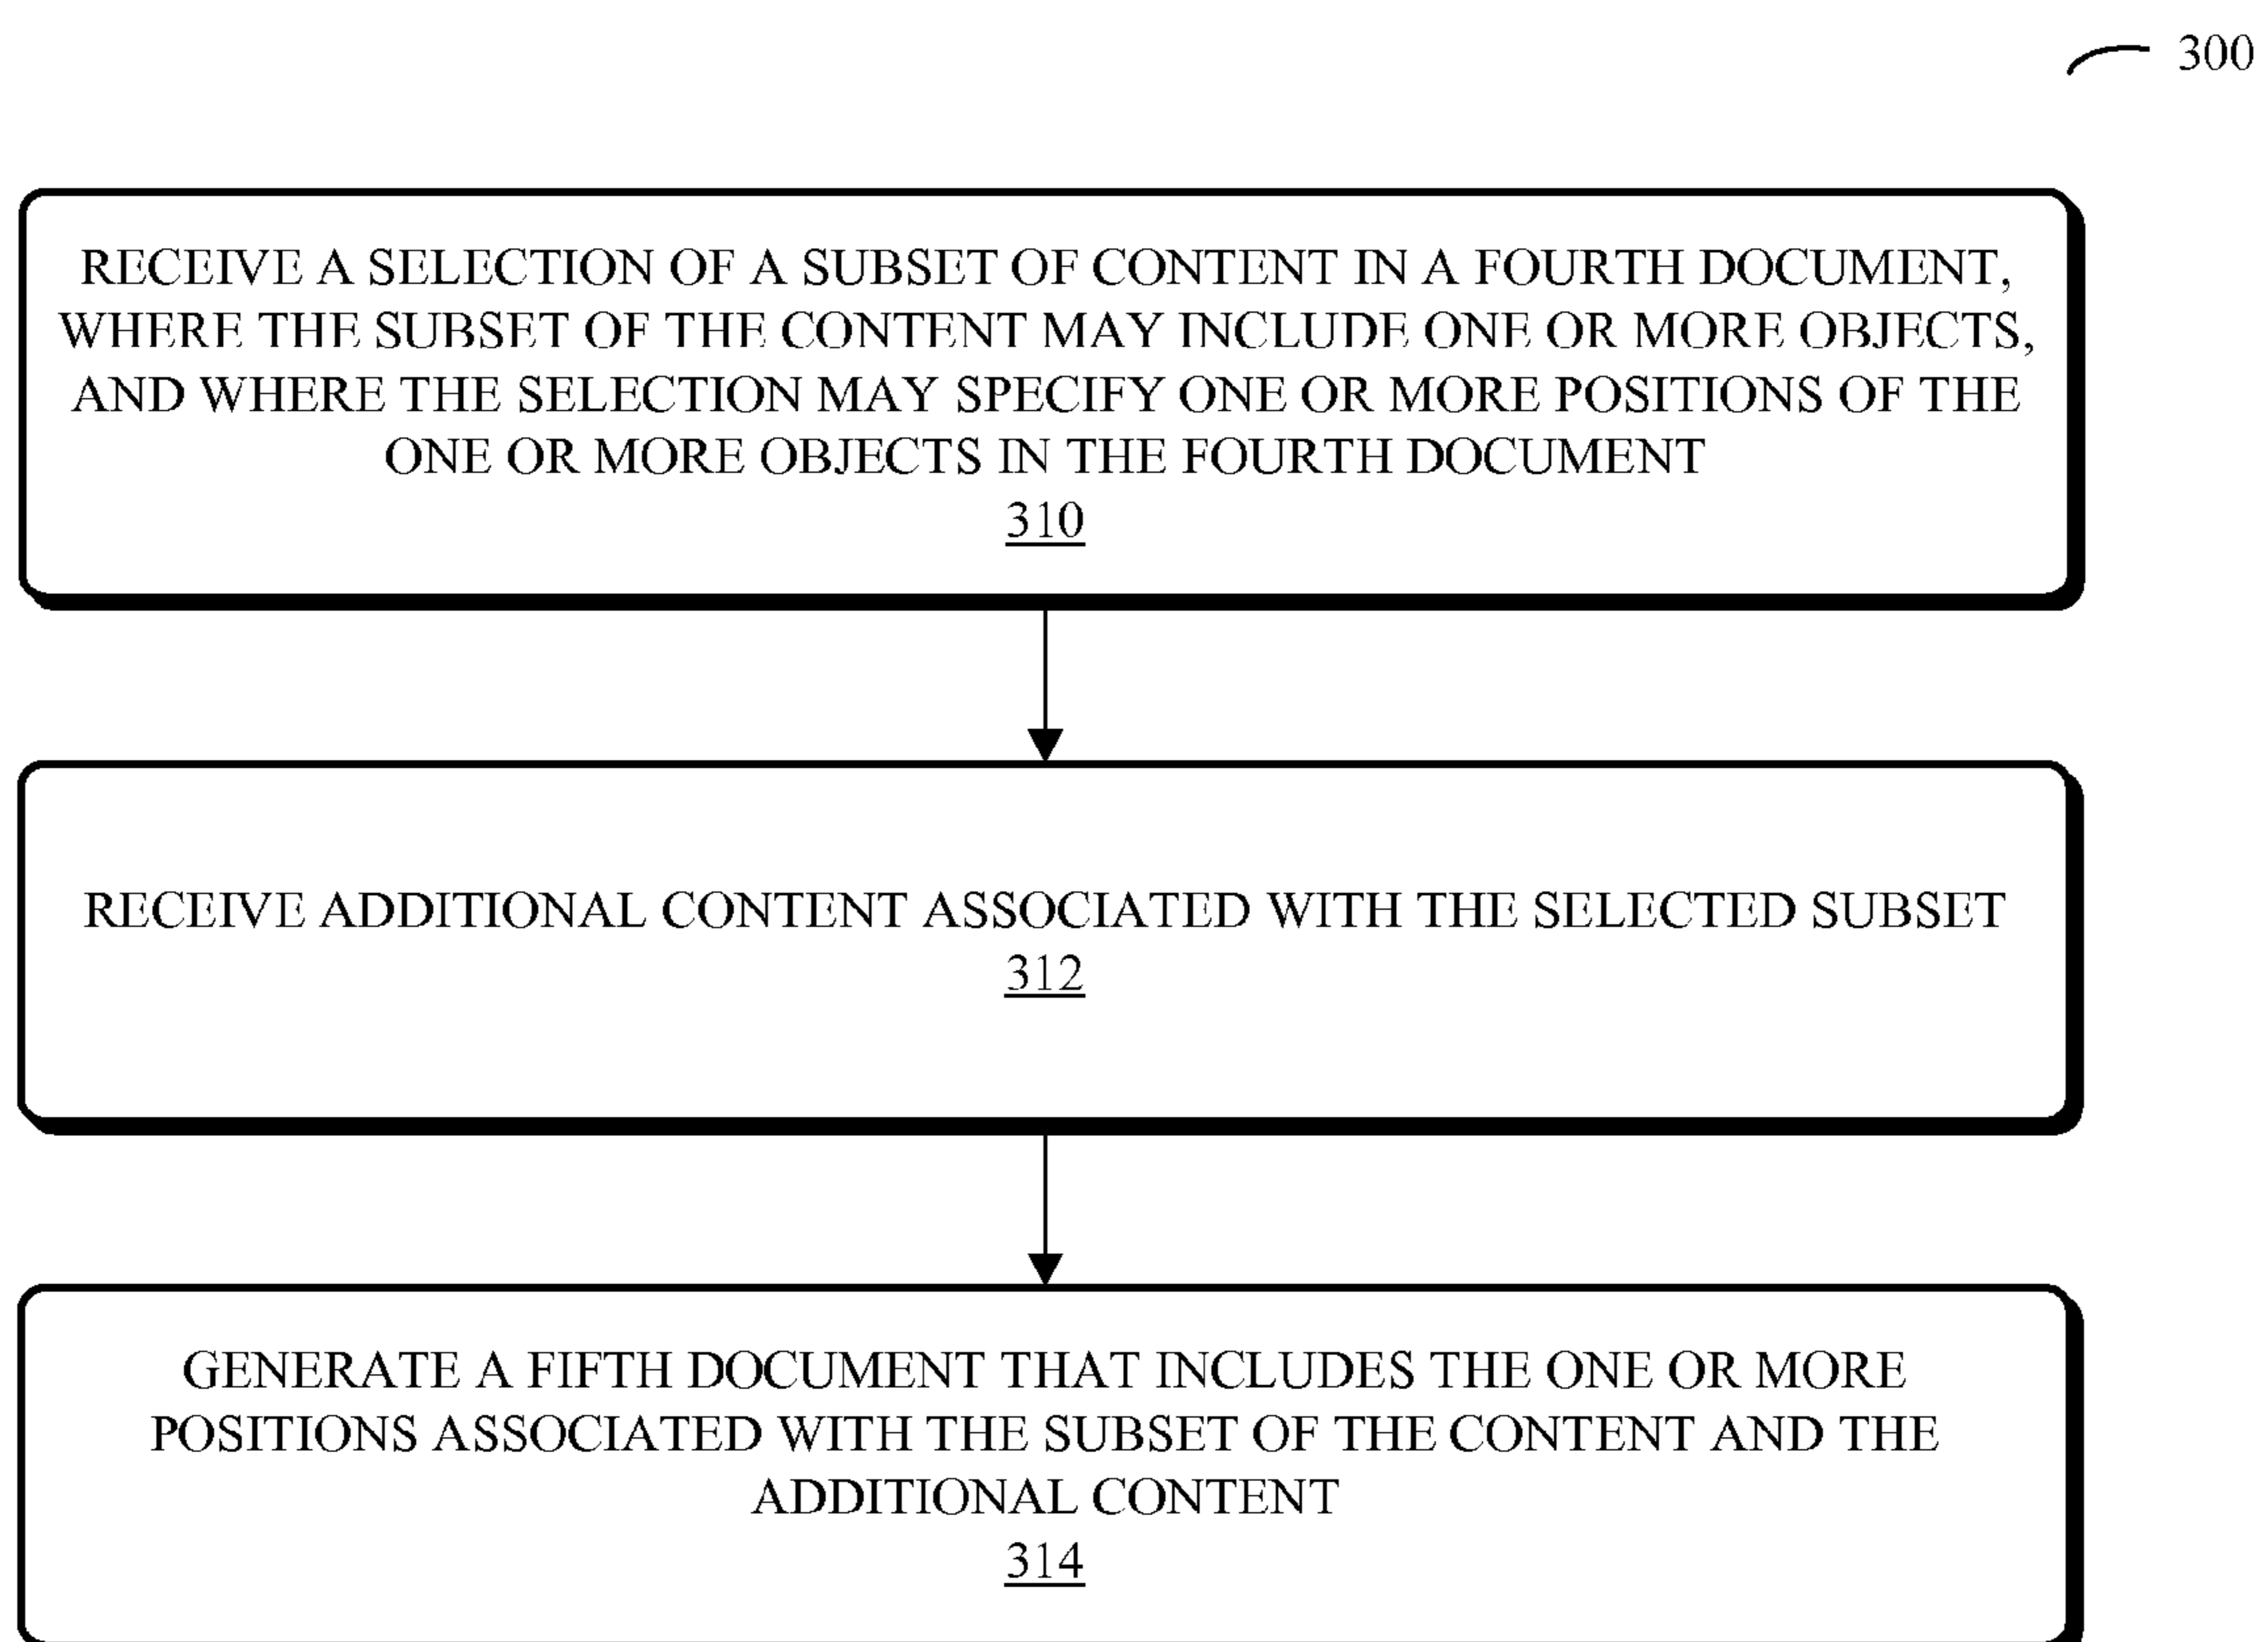 300
RECEIVE A SELECTION OF A SUBSET OF CONTENT IN A FOURTH DOCUMENT,
WHERE THE SUBSET OF THE CONTENT MAY INCLUDE ONE OR MORE OBJECTS,
AND WHERE THE SELECTION MAY SPECIFY ONE OR MORE POSITIONS OF THE
ONE OR MORE OBJECTS IN THE FOURTH DOCUMENT
310
RECEIVE ADDITIONAL CONTENT ASSOCIATED WITH THE SELECTED SUBSET
312
GENERATE A FIFTH DOCUMENT THAT INCLUDES THE ONE OR MORE
POSITIONS ASSOCIATED WITH THE SUBSET OF THE CONTENT AND THE
ADDITIONAL CONTENT
314